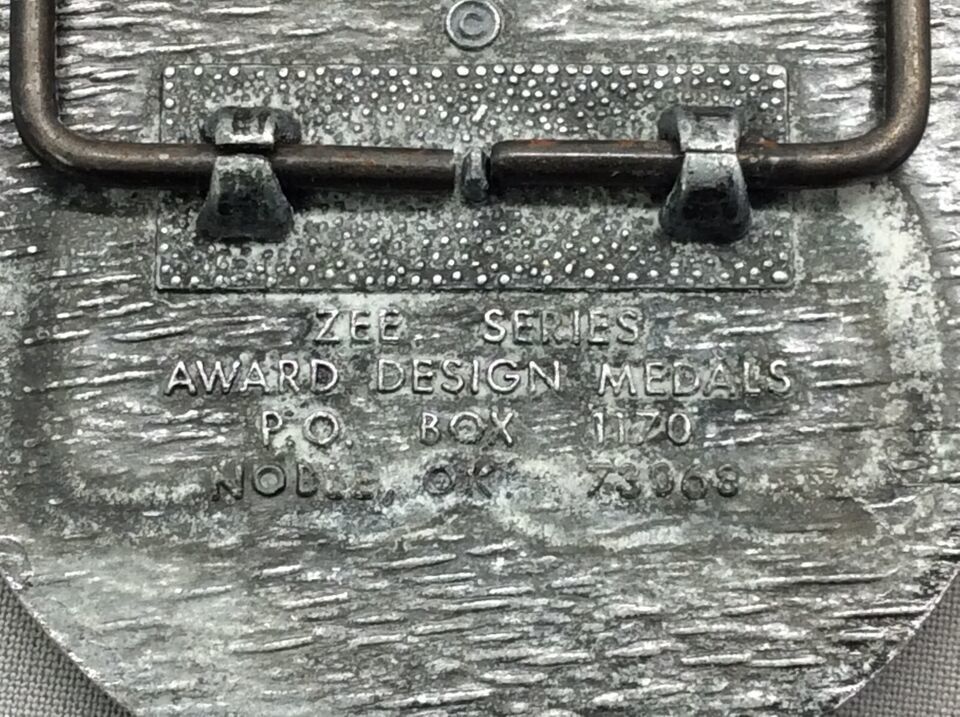 ©
ZEE SERIES
AWARD DESIGN MEDALS
P.O. BOX 1170
NOBLE, OK. 73068